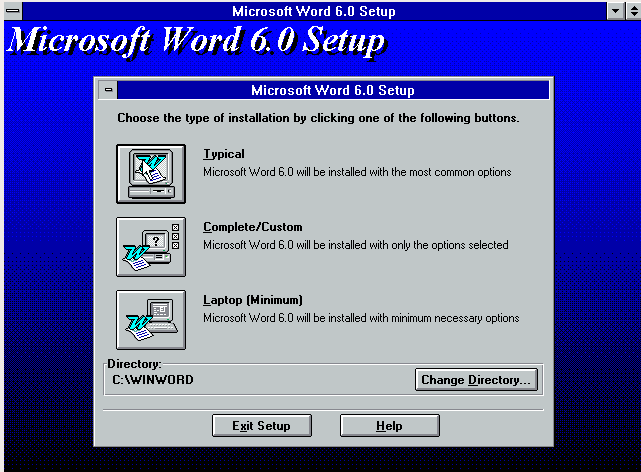 Microsoft Word 6.0 Setup
Microsoft Word 6.0 Setup
Microsoft Word 6.0 Setup
Choose the type of installation by clicking one of the following buttons.
Typical
Microsoft Word 6.0 will be installed with the most common options
Complete/Custom
Microsoft Word 6.0 will be installed with only the options selected
Laptop (Minimum)
Microsoft Word 6.0 will be installed with minimum necessary options
Directory:
C:\WINWORD
Change Directory...
Exit Setup
Help